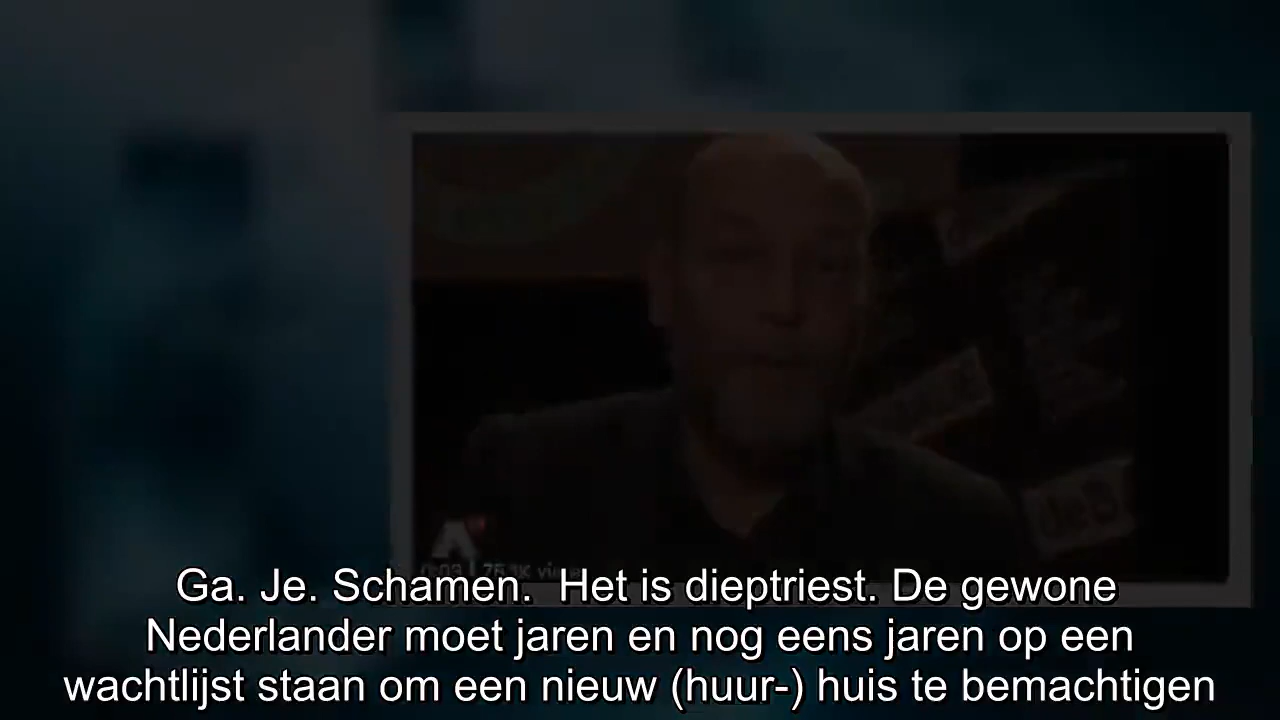 Ga. Je. Schamen.  Het is dieptriest. De gewone
Nederlander moet jaren en nog eens jaren op een
wachtlijst staan om een nieuw (huur-) huis te bemachtigen